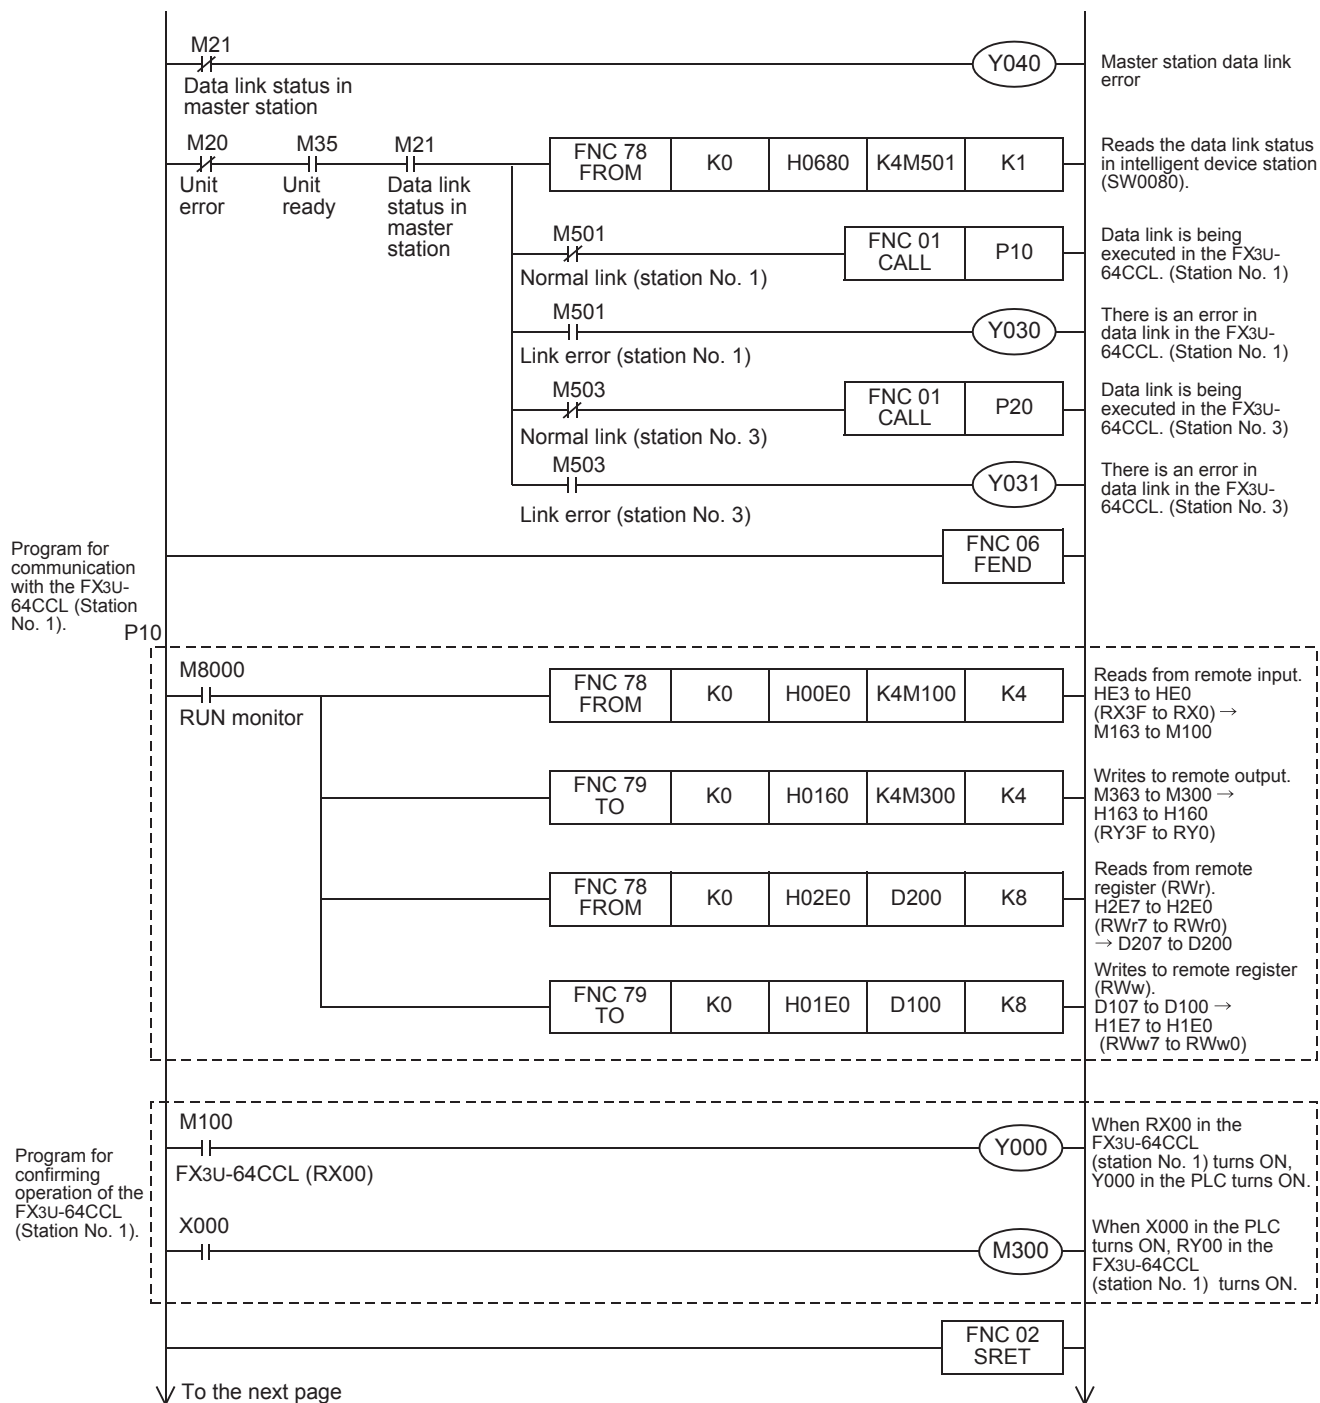 M21
Data link status in
master station
Y040
Master station data link
error
M20
Unit
error
M35
Unit
ready
M21
Data link
status in
master
station
FNC 78
FROM
K0
H0680
K4M501
K1
Reads the data link status
in intelligent device station
(SW0080).
M501
Normal link (station No. 1)
FNC 01
CALL
P10
Data link is being
executed in the FX3U-
64CCL. (Station No. 1)
M501
Link error (station No. 1)
Y030
There is an error in
data link in the FX3U-
64CCL. (Station No. 1)
M503
Normal link (station No. 3)
FNC 01
CALL
P20
Data link is being
executed in the FX3U-
64CCL. (Station No. 3)
M503
Link error (station No. 3)
Y031
There is an error in
data link in the FX3U-
64CCL. (Station No. 3)
FNC 06
FEND
Program for
communication
with the FX3U-
64CCL (Station
No. 1).
P10
M8000
RUN monitor
FNC 78
FROM
K0
H00E0
K4M100
K4
Reads from remote input.
HE3 to HE0
(RX3F to RX0) →
M163 to M100
FNC 79
TO
K0
H0160
K4M300
K4
Writes to remote output.
M363 to M300 →
H163 to H160
(RY3F to RY0)
FNC 78
FROM
K0
H02E0
D200
K8
Reads from remote
register (RWr).
H2E7 to H2E0
(RWr7 to RWr0)
→ D207 to D200
FNC 79
TO
K0
H01E0
D100
K8
Writes to remote register
(RWw).
D107 to D100 →
H1E7 to H1E0
(RWw7 to RWw0)
Program for
confirming
operation of the
FX3U-64CCL
(Station No. 1).
M100
FX3U-64CCL (RX00)
Y000
When RX00 in the
FX3U-64CCL
(station No. 1) turns ON,
Y000 in the PLC turns ON.
X000
M300
When X000 in the PLC
turns ON, RY00 in the
FX3U-64CCL
(station No. 1) turns ON.
FNC 02
SRET
To the next page